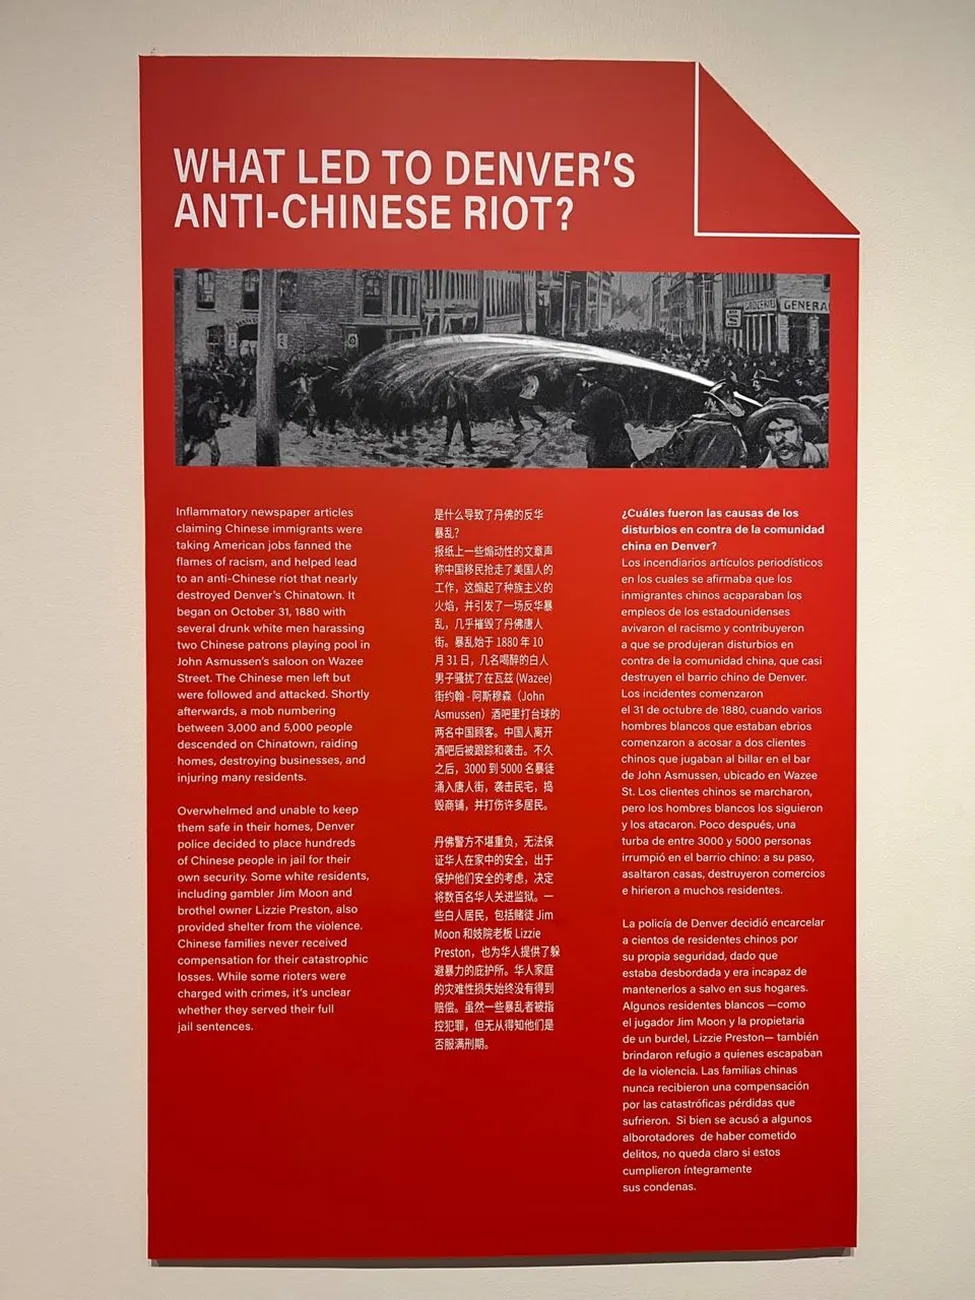 WHAT LED TO DENVER'S
ANTI-CHINESE RIOT?
GROCERIES GENERAL
Inflammatory newspaper articles
claiming Chinese immigrants were
taking American jobs fanned the
flames of racism, and helped lead
to an anti-Chinese riot that nearly
destroyed Denver's Chinatown. It
began on October 31, 1880 with
several drunk white men harassing
two Chinese patrons playing pool in
John Asmussen's saloon on Wazee
Street. The Chinese men left but
were followed and attacked. Shortly
afterwards, a mob numbering
between 3,000 and 5,000 people
descended on Chinatown, raiding
homes, destroying businesses, and
injuring many residents.
Overwhelmed and unable to keep
them safe in their homes, Denver
police decided to place hundreds
of Chinese people in jail for their
own security. Some white residents,
including gambler Jim Moon and
brothel owner Lizzie Preston, also
provided shelter from the violence.
Chinese families never received
compensation for their catastrophic
losses. While some rioters were
charged with crimes, it's unclear
whether they served their full
jail sentences.
是什么导致了丹佛的反华
暴乱？
报纸上一些煽动性的文章声
称中国移民抢走了美国人的
工作，这煽起了种族主义的
火焰，并引发了一场反华暴
乱，几乎摧毁了丹佛唐人
街。暴乱始于 1880 年 10
月 31 日，几名喝醉的白人
男子骚扰了在瓦兹 (Wazee)
街约翰 - 阿斯穆森（John
Asmussen）酒吧里打台球的
两名中国顾客。中国人离开
酒吧后被跟踪和袭击。不久
之后，3000 到 5000 名暴徒
涌入唐人街，袭击民宅，捣
毁商铺，并打伤许多居民。
丹佛警方不堪重负，无法保
证华人在家中的安全，出于
保护他们安全的考虑，决定
将数百名华人关进监狱。一
些白人居民，包括赌徒 Jim
Moon 和妓院老板 Lizzie
Preston，也为华人提供了躲
避暴力的庇护所。华人家庭
的灾难性损失始终没有得到
赔偿。虽然一些暴乱者被指
控犯罪，但无从得知他们是
否服满刑期。
¿Cuáles fueron las causas de los
disturbios en contra de la comunidad
china en Denver?
Los incendiarios artículos periodísticos
en los cuales se afirmaba que los
inmigrantes chinos acaparaban los
empleos de los estadounidenses
avivaron el racismo y contribuyeron
a que se produjeran disturbios en
contra de la comunidad china, que casi
destruyen el barrio chino de Denver.
Los incidentes comenzaron
el 31 de octubre de 1880, cuando varios
hombres blancos que estaban ebrios
comenzaron a acosar a dos clientes
chinos que jugaban al billar en el bar
de John Asmussen, ubicado en Wazee
St. Los clientes chinos se marcharon,
pero los hombres blancos los siguieron
y los atacaron. Poco después, una
turba de entre 3000 y 5000 personas
irrumpió en el barrio chino: a su paso,
asaltaron casas, destruyeron comercios
e hirieron a muchos residentes.
La policía de Denver decidió encarcelar
a cientos de residentes chinos por
su propia seguridad, dado que
estaba desbordada y era incapaz de
mantenerlos a salvo en sus hogares.
Algunos residentes blancos —como
el jugador Jim Moon y la propietaria
de un burdel, Lizzie Preston— también
brindaron refugio a quienes escapaban
de la violencia. Las familias chinas
nunca recibieron una compensación
por las catastróficas pérdidas que
sufrieron. Si bien se acusó a algunos
alborotadores de haber cometido
delitos, no queda claro si estos
cumplieron íntegramente
sus condenas.